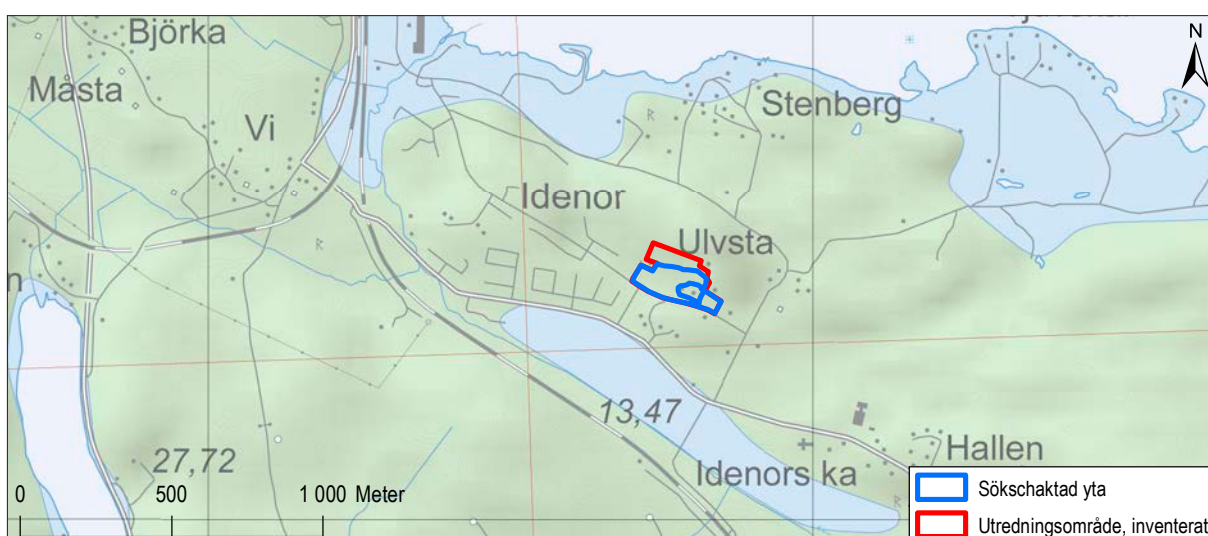 Björka
N
Måsta
Stenberg
Vi
Idenor
Ulvsta
13,47
27,72
Hallen
Idenors ka
0 500 1 000 Meter
Sökschaktad yta
Utredningsområde, inventerat